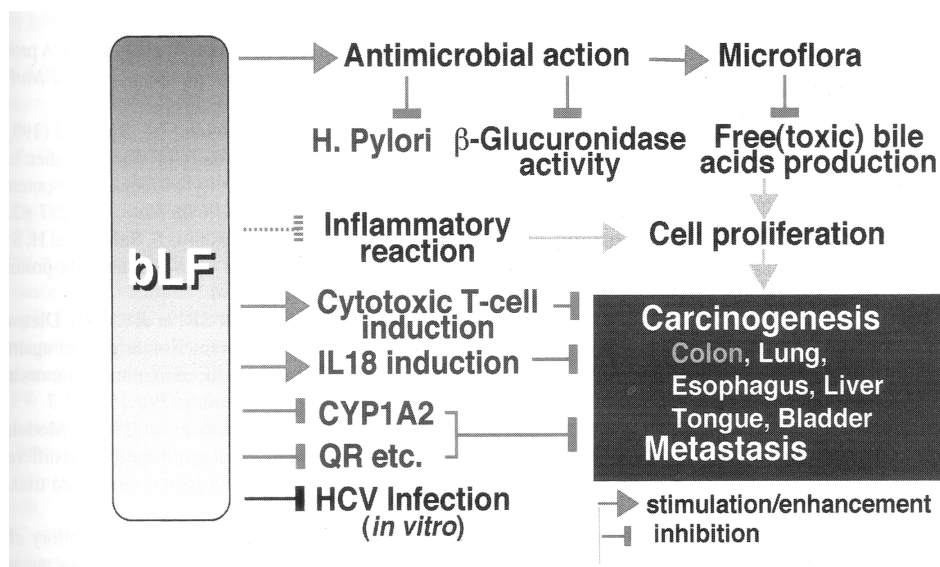 Antimicrobial action
Microflora
H. Pylori
β-Glucuronidase
activity
Free(toxic) bile
acids production
bLF
Inflammatory
reaction
Cell proliferation
Cytotoxic T-cell
induction
IL18 induction
CYP1A2
QR etc.
HCV Infection
(in vitro)
Carcinogenesis
Colon, Lung,
Esophagus, Liver
Tongue, Bladder
Metastasis
stimulation/enhancement
inhibition